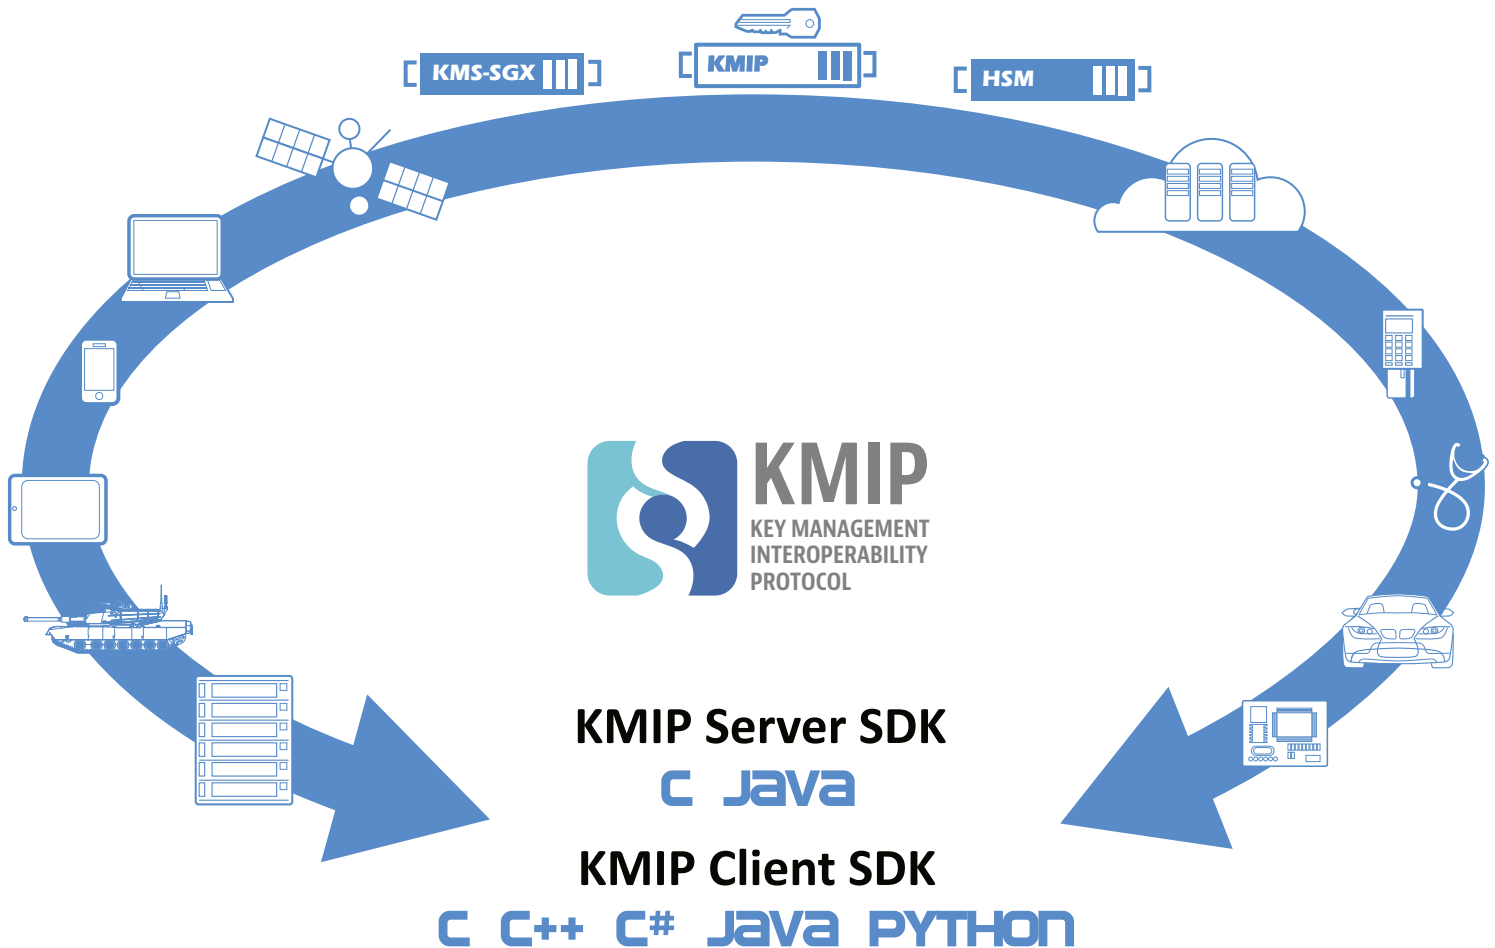 KMS-SGX
KMIP
HSM
KMIP
KEY MANAGEMENT
INTEROPERABILITY
PROTOCOL
KMIP Server SDK
C JAVA
KMIP Client SDK
C C++ C# JAVA PYTHON